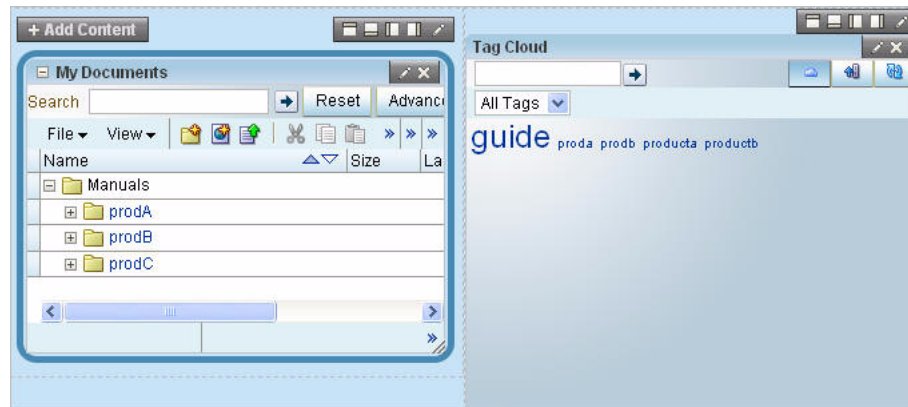 + Add Content
My Documents
Search Reset Advanc
File View » » »
Name Size La
Manuals
prodA
prodB
prodC
»
Tag Cloud
All Tags
guide proda prodb producta productb